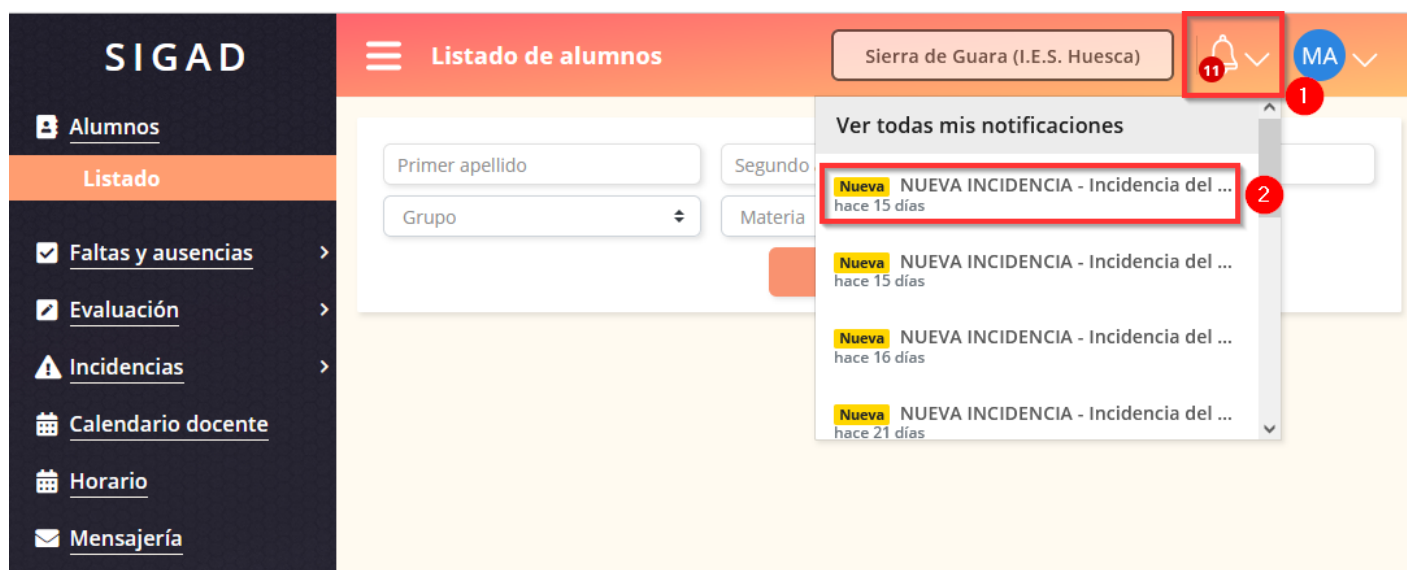 SIGAD
Listado de alumnos
Sierra de Guara (I.E.S. Huesca)
11
MA
1
Alumnos
Listado
Faltas y ausencias
Evaluación
Incidencias
Calendario docente
Horario
Mensajería
Primer apellido
Segundo
Grupo
Materia
Ver todas mis notificaciones
Nueva NUEVA INCIDENCIA - Incidencia del ...
hace 15 días
2
Nueva NUEVA INCIDENCIA - Incidencia del ...
hace 15 días
Nueva NUEVA INCIDENCIA - Incidencia del ...
hace 16 días
Nueva NUEVA INCIDENCIA - Incidencia del ...
hace 21 días